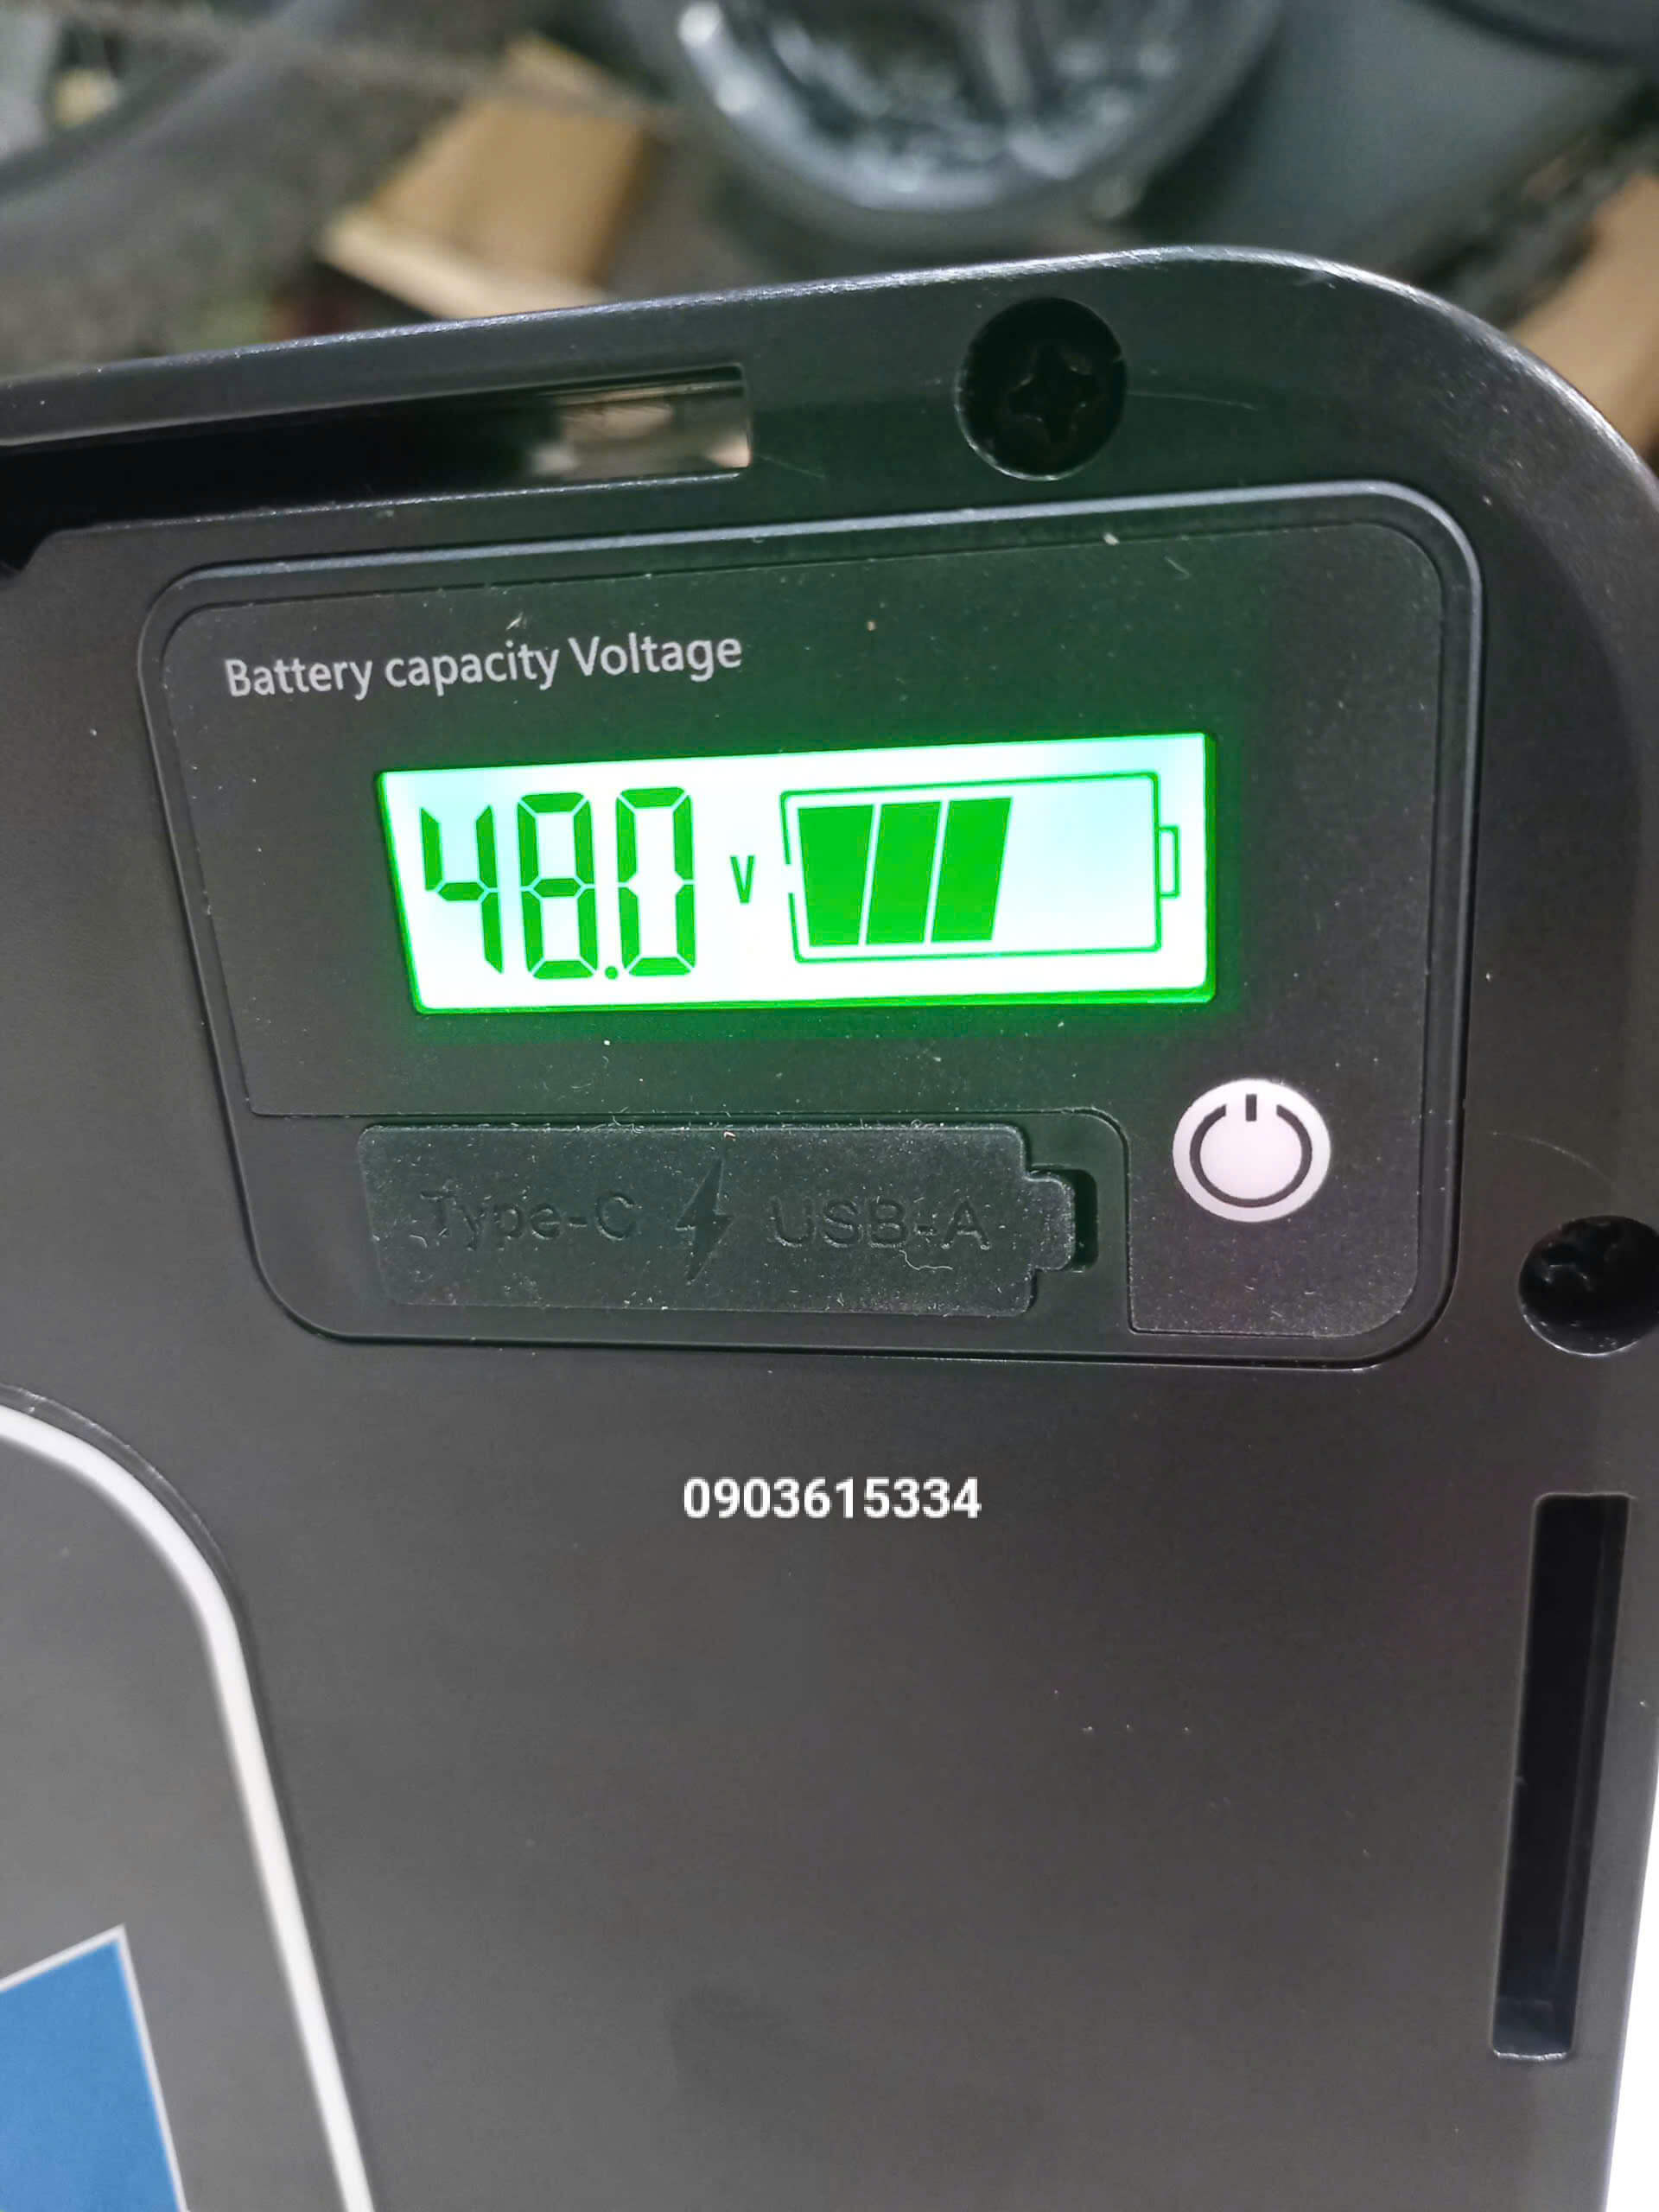 Battery capacity Voltage
48.0 V
Type-C USB-A
0903615334